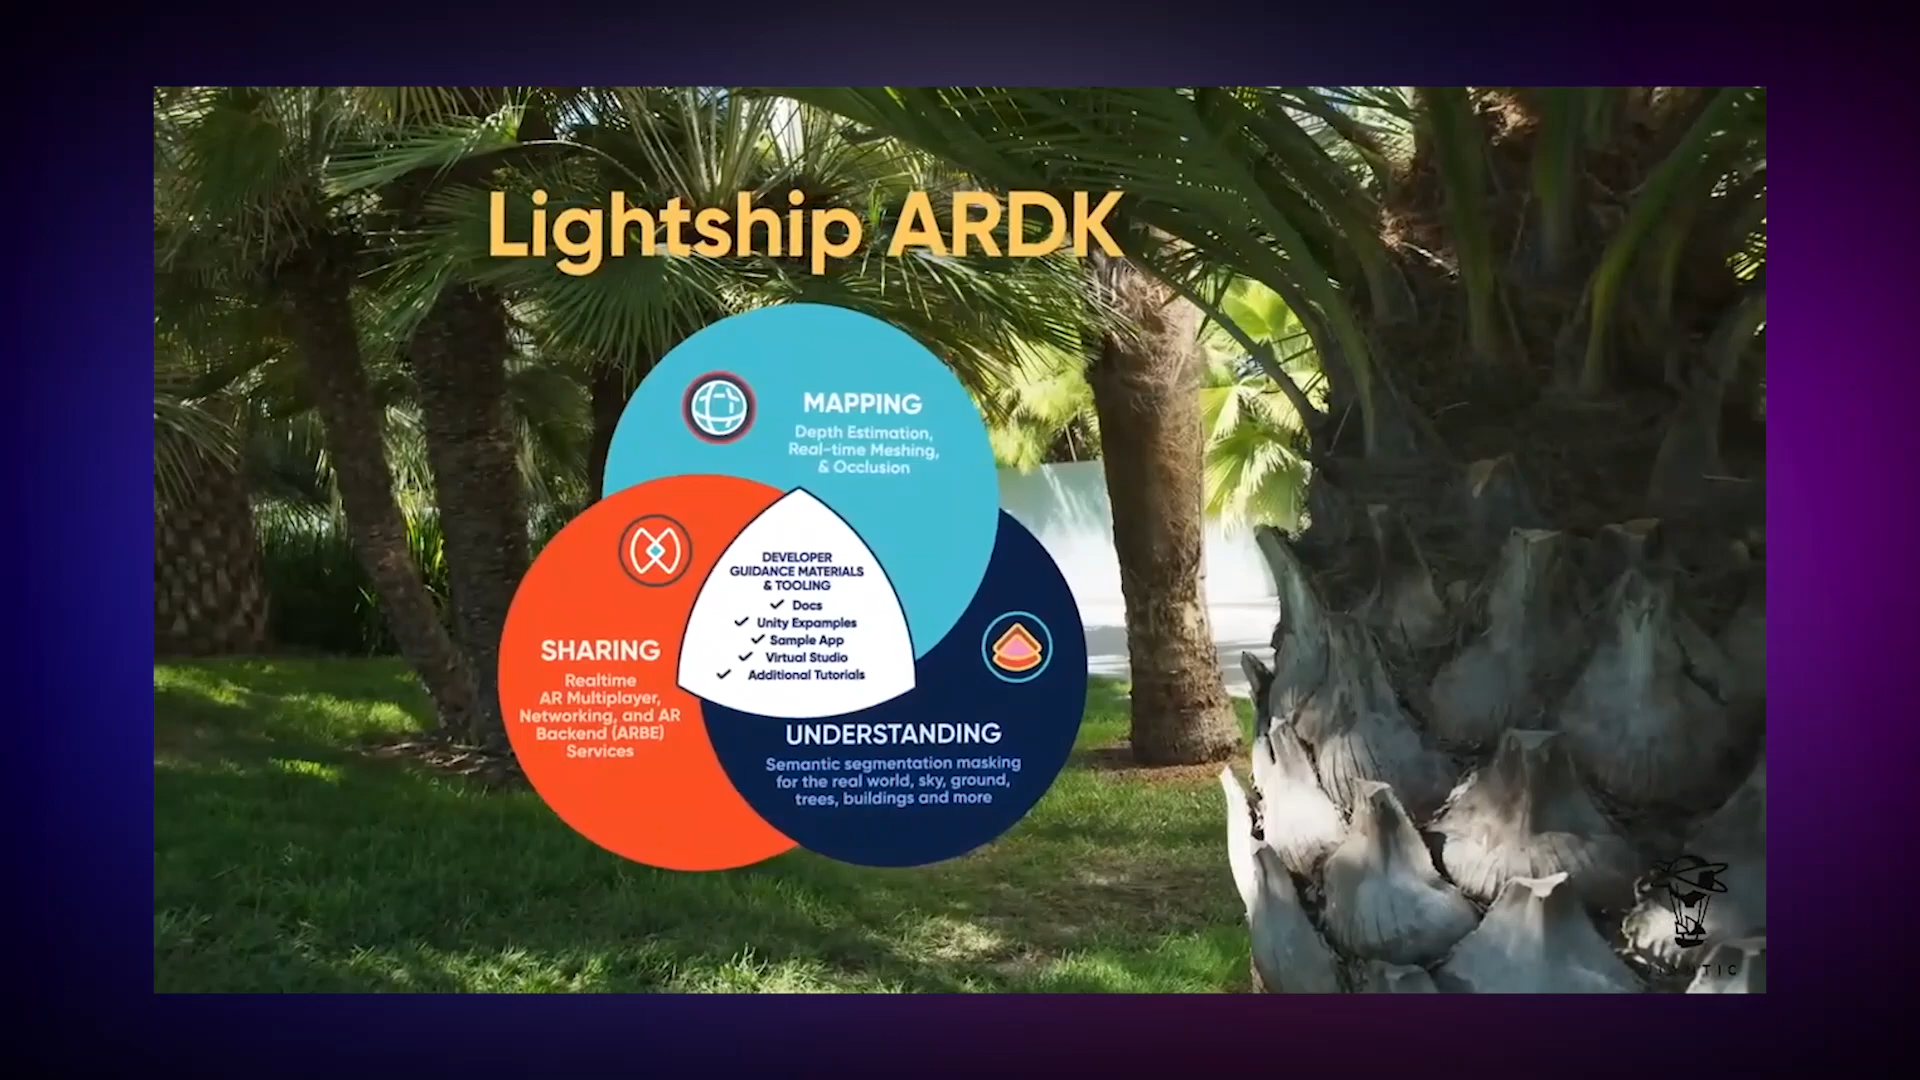 Lightship ARDK
MAPPING
Depth Estimation,
Real-time Meshing,
& Occlusion
DEVELOPER
GUIDANCE MATERIALS
& TOOLING
Docs
Unity Expamples
Sample App
Virtual Studio
Additional Tutorials
SHARING
Realtime
AR Multiplayer,
Networking, and AR
Backend (ARBE)
Services
UNDERSTANDING
Semantic segmentation masking
for the real world, sky, ground,
trees, buildings and more